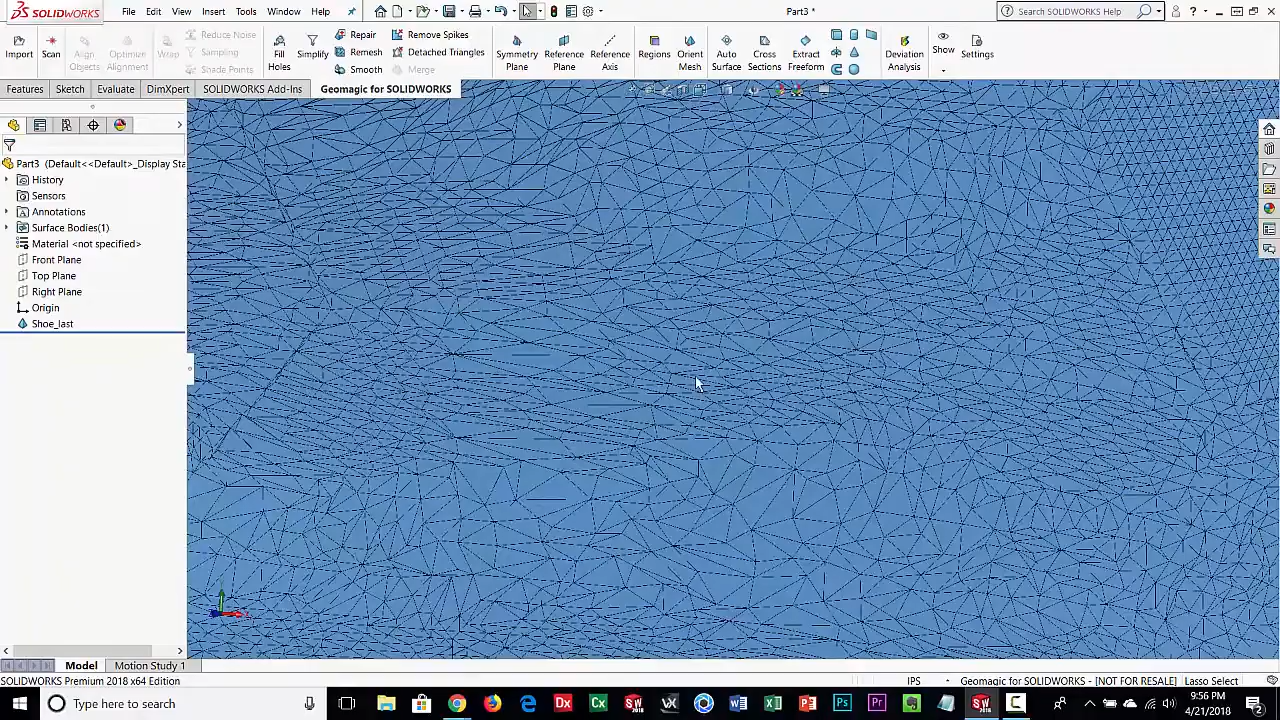 SOLIDWORKS File Edit View Insert Tools Window Help Part3 * Search SOLIDWORKS Help
Import Scan Align Objects Optimize Alignment Wrap Reduce Noise Sampling Shade Points Fill Holes Simplify Repair Remesh Smooth Remove Spikes Detached Triangles Merge Symmetry Plane Reference Plane Reference Axis Regions Orient Mesh Auto Surface Cross Sections Extract Freeform Deviation Analysis Show Settings
Features Sketch Evaluate DimXpert SOLIDWORKS Add-Ins Geomagic for SOLIDWORKS
Part3 (Default<<Default>_Display Sta
History
Sensors
Annotations
Surface Bodies(1)
Material <not specified>
Front Plane
Top Plane
Right Plane
Origin
Shoe_last
Model Motion Study 1
SOLIDWORKS Premium 2018 x64 Edition IPS Geomagic for SOLIDWORKS - [NOT FOR RESALE] Lasso Select
Type here to search 9:56 PM
4/21/2018